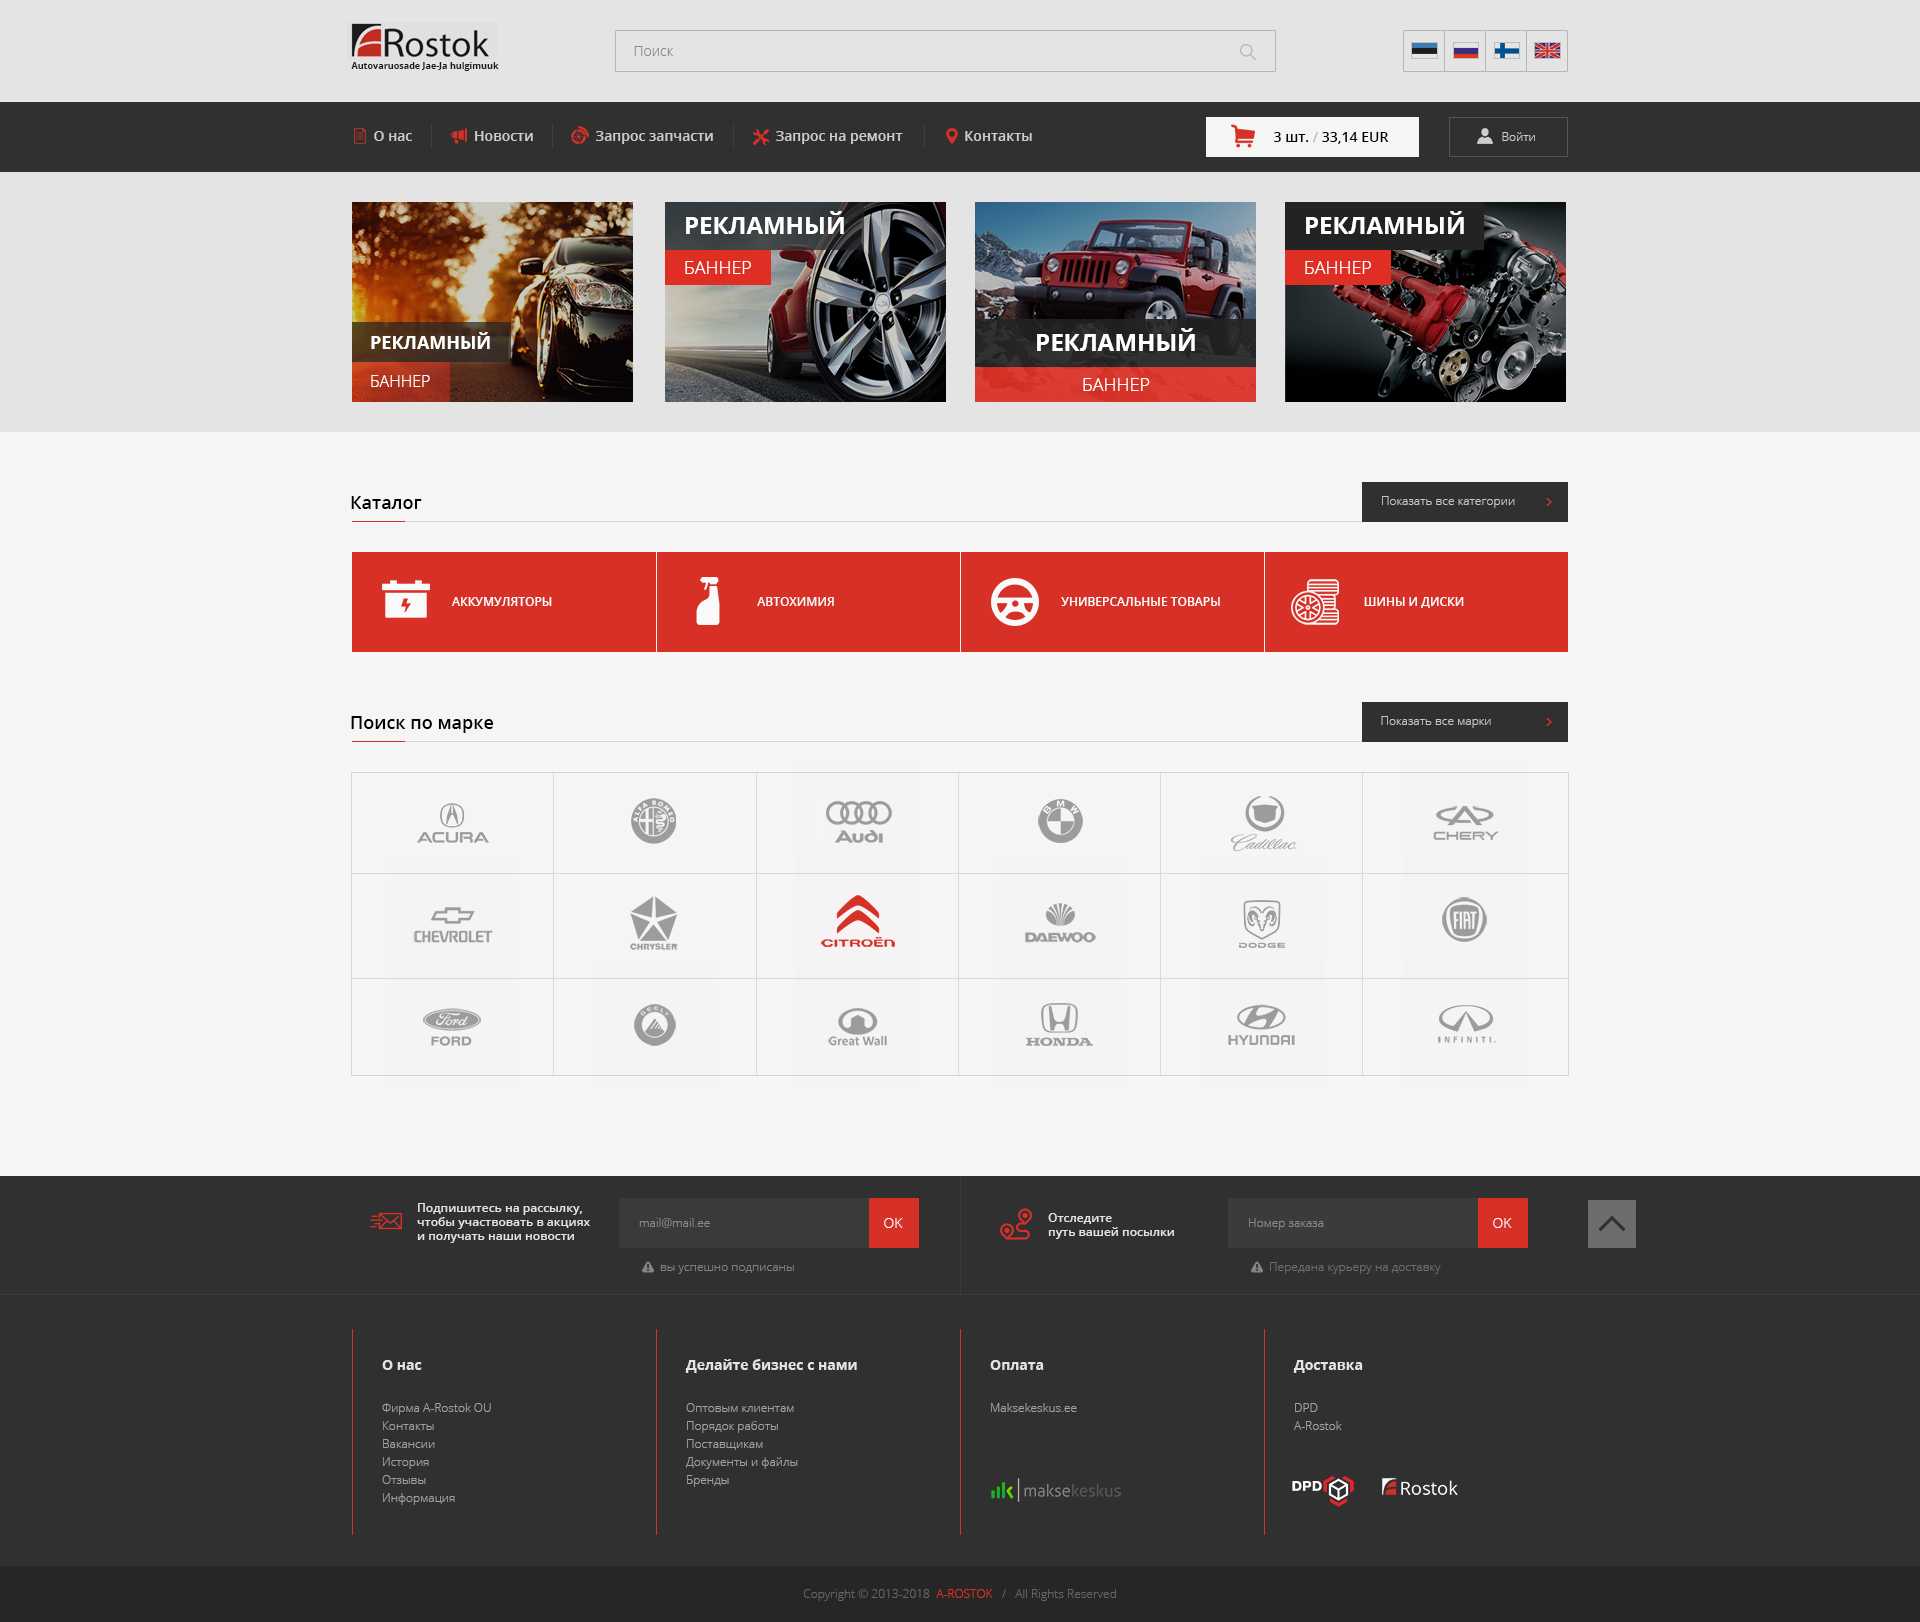 Rostok
Autovaruosade Jae-Ja hulgimuuk
Поиск
О нас
Новости
Запрос запчасти
Запрос на ремонт
Контакты
3 шт. / 33,14 EUR
Войти
РЕКЛАМНЫЙ
БАННЕР
РЕКЛАМНЫЙ
БАННЕР
РЕКЛАМНЫЙ
БАННЕР
РЕКЛАМНЫЙ
БАННЕР
Каталог
Показать все категории
АККУМУЛЯТОРЫ
АВТОХИМИЯ
УНИВЕРСАЛЬНЫЕ ТОВАРЫ
ШИНЫ И ДИСКИ
Поиск по марке
Показать все марки
ACURA
ALFA ROMEO
Audi
BMW
Cadillac
CHERY
CHEVROLET
CHRYSLER
CITROËN
DAEWOO
DODGE
FIAT
Ford
FORD
GEELY
Great Wall
HONDA
HYUNDAI
INFINITI
Подпишитесь на рассылку,
чтобы участвовать в акциях
и получать наши новости
mail@mail.ee
OK
вы успешно подписаны
Отследите
путь вашей посылки
Номер заказа
OK
Передана курьеру на доставку
О нас
Фирма A-Rostok OU
Контакты
Вакансии
История
Отзывы
Информация
Делайте бизнес с нами
Оптовым клиентам
Порядок работы
Поставщикам
Документы и файлы
Бренды
Оплата
Maksekeskus.ee
maksekeskus
Доставка
DPD
A-Rostok
DPD
Rostok
Copyright © 2013-2018 A-ROSTOK / All Rights Reserved